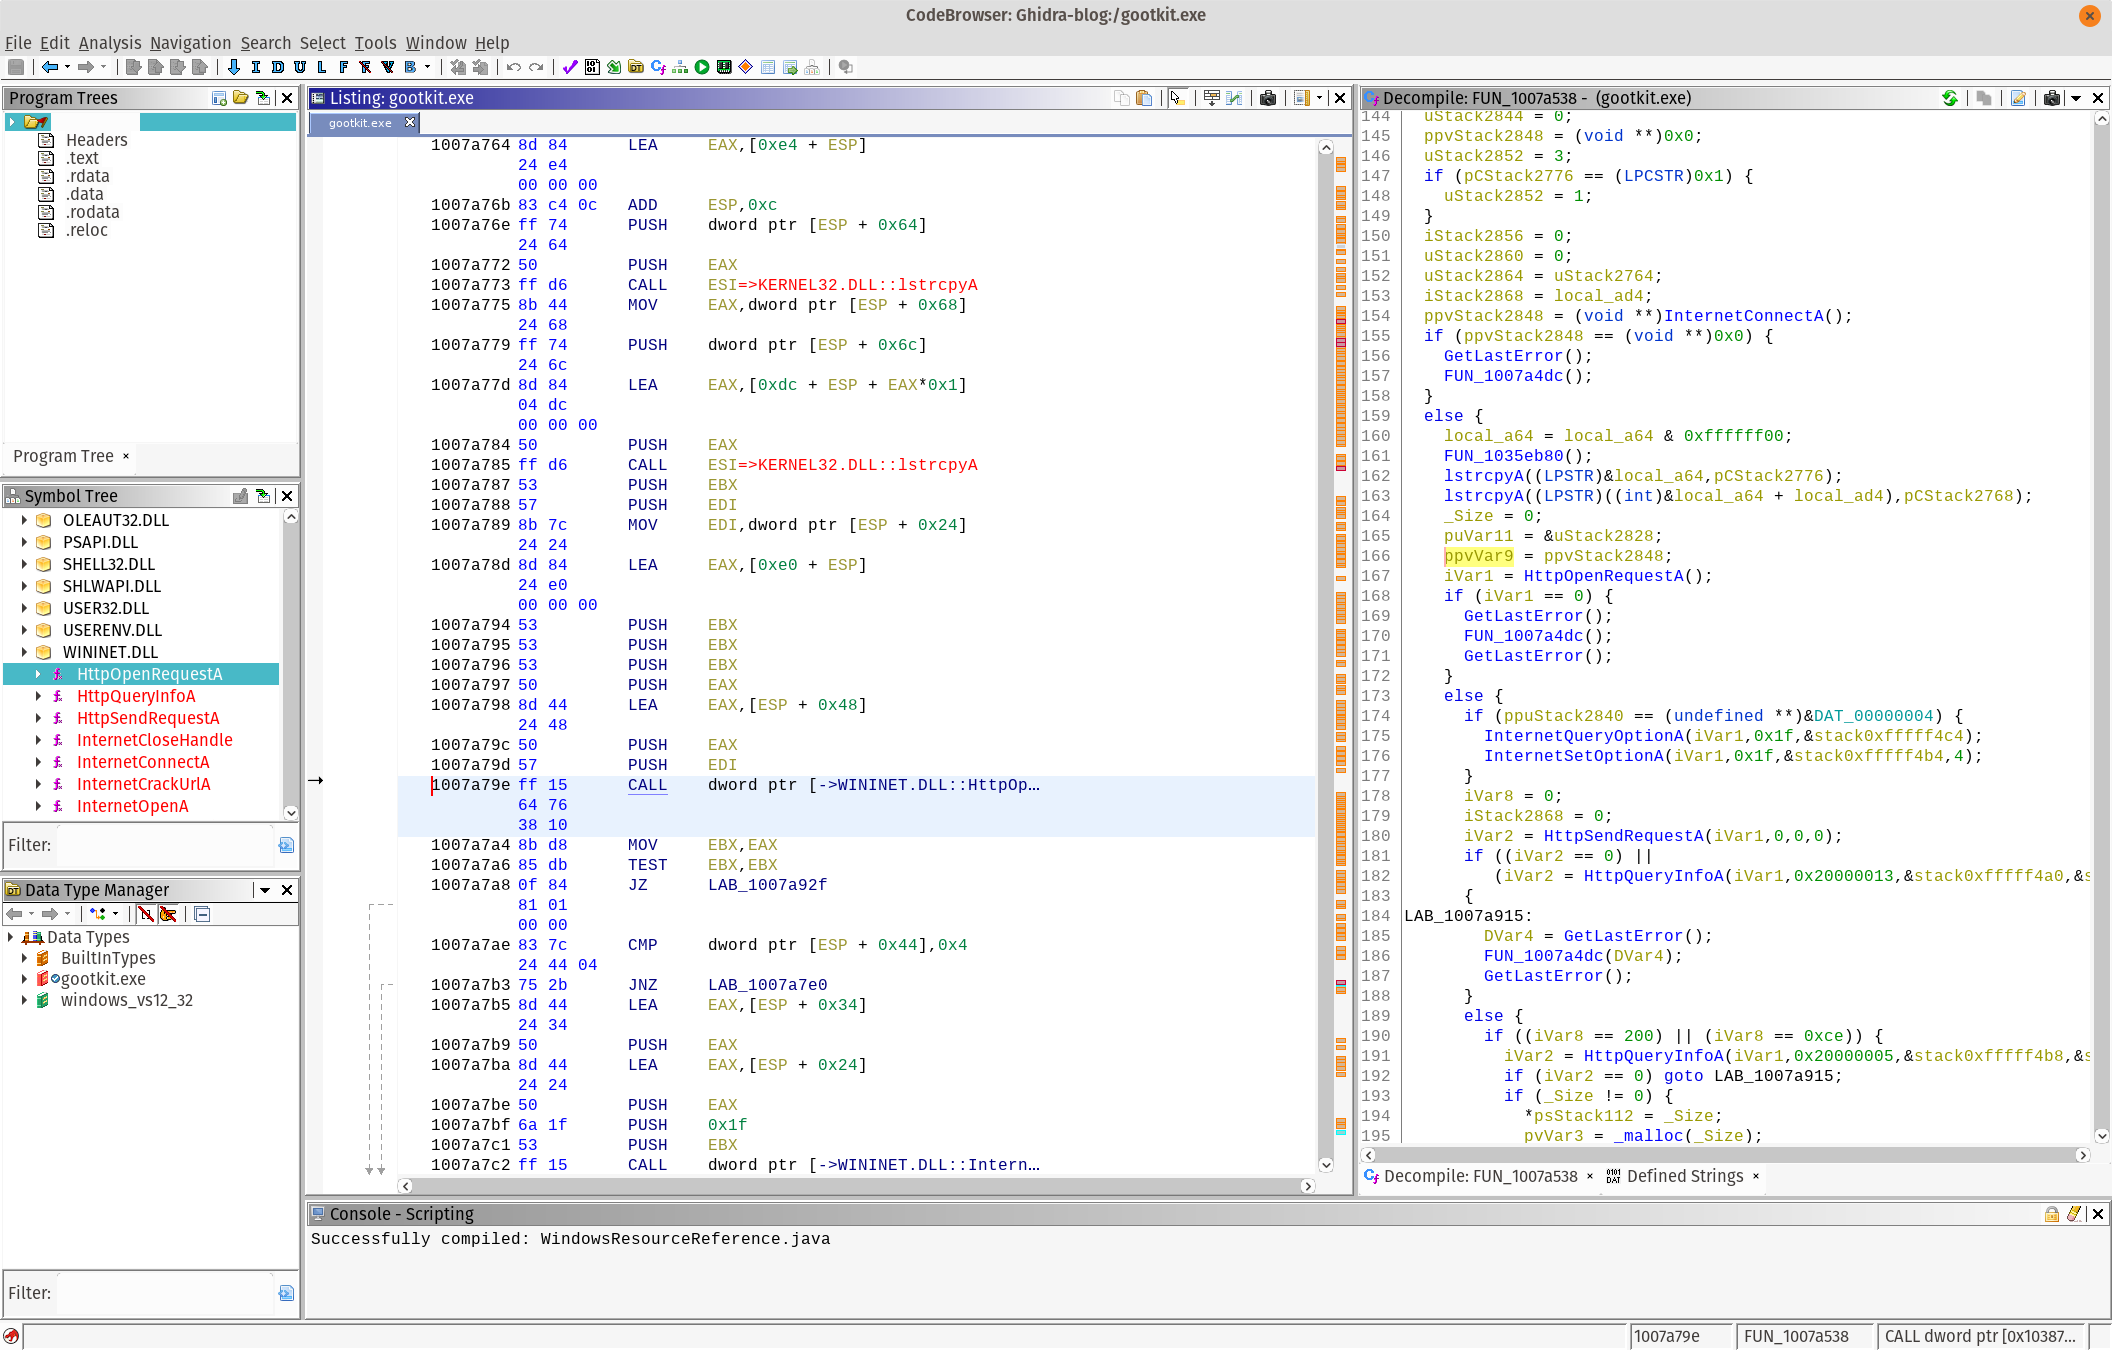 CodeBrowser: Ghidra-blog:/gootkit.exe
File Edit Analysis Navigation Search Select Tools Window Help
I D U L F B
Program Trees
Headers
.text
.rdata
.data
.rodata
.reloc
Program Tree ×
Symbol Tree
OLEAUT32.DLL
PSAPI.DLL
SHELL32.DLL
SHLWAPI.DLL
USER32.DLL
USERENV.DLL
WININET.DLL
HttpOpenRequestA
HttpQueryInfoA
HttpSendRequestA
InternetCloseHandle
InternetConnectA
InternetCrackUrlA
InternetOpenA
Filter:
Data Type Manager
Data Types
BuiltInTypes
gootkit.exe
windows_vs12_32
Filter:
Listing: gootkit.exe
gootkit.exe
1007a764 8d 84 LEA EAX,[0xe4 + ESP]
24 e4
00 00 00
1007a76b 83 c4 0c ADD ESP,0xc
1007a76e ff 74 PUSH dword ptr [ESP + 0x64]
24 64
1007a772 50 PUSH EAX
1007a773 ff d6 CALL ESI=>KERNEL32.DLL::lstrcpyA
1007a775 8b 44 MOV EAX,dword ptr [ESP + 0x68]
24 68
1007a779 ff 74 PUSH dword ptr [ESP + 0x6c]
24 6c
1007a77d 8d 84 LEA EAX,[0xdc + ESP + EAX*0x1]
04 dc
00 00 00
1007a784 50 PUSH EAX
1007a785 ff d6 CALL ESI=>KERNEL32.DLL::lstrcpyA
1007a787 53 PUSH EBX
1007a788 57 PUSH EDI
1007a789 8b 7c MOV EDI,dword ptr [ESP + 0x24]
24 24
1007a78d 8d 84 LEA EAX,[0xe0 + ESP]
24 e0
00 00 00
1007a794 53 PUSH EBX
1007a795 53 PUSH EBX
1007a796 53 PUSH EBX
1007a797 50 PUSH EAX
1007a798 8d 44 LEA EAX,[ESP + 0x48]
24 48
1007a79c 50 PUSH EAX
1007a79d 57 PUSH EDI
1007a79e ff 15 CALL dword ptr [->WININET.DLL::HttpOp...
64 76
38 10
1007a7a4 8b d8 MOV EBX,EAX
1007a7a6 85 db TEST EBX,EBX
1007a7a8 0f 84 JZ LAB_1007a92f
81 01
00 00
1007a7ae 83 7c CMP dword ptr [ESP + 0x44],0x4
24 44 04
1007a7b3 75 2b JNZ LAB_1007a7e0
1007a7b5 8d 44 LEA EAX,[ESP + 0x34]
24 34
1007a7b9 50 PUSH EAX
1007a7ba 8d 44 LEA EAX,[ESP + 0x24]
24 24
1007a7be 50 PUSH EAX
1007a7bf 6a 1f PUSH 0x1f
1007a7c1 53 PUSH EBX
1007a7c2 ff 15 CALL dword ptr [->WININET.DLL::Intern...
Decompile: FUN_1007a538 - (gootkit.exe)
144 uStack2844 = 0;
145 ppvStack2848 = (void **)0x0;
146 uStack2852 = 3;
147 if (pCStack2776 == (LPCSTR)0x1) {
148 uStack2852 = 1;
149 }
150 iStack2856 = 0;
151 uStack2860 = 0;
152 uStack2864 = uStack2764;
153 iStack2868 = local_ad4;
154 ppvStack2848 = (void **)InternetConnectA();
155 if (ppvStack2848 == (void **)0x0) {
156 GetLastError();
157 FUN_1007a4dc();
158 }
159 else {
160 local_a64 = local_a64 & 0xffffff00;
161 FUN_1035eb80();
162 lstrcpyA((LPSTR)&local_a64,pCStack2776);
163 lstrcpyA((LPSTR)((int)&local_a64 + local_ad4),pCStack2768);
164 _Size = 0;
165 puVar11 = &uStack2828;
166 ppvVar9 = ppvStack2848;
167 iVar1 = HttpOpenRequestA();
168 if (iVar1 == 0) {
169 GetLastError();
170 FUN_1007a4dc();
171 GetLastError();
172 }
173 else {
174 if (ppuStack2840 == (undefined **)&DAT_00000004) {
175 InternetQueryOptionA(iVar1,0x1f,&stack0xfffff4c4);
176 InternetSetOptionA(iVar1,0x1f,&stack0xfffff4b4,4);
177 }
178 iVar8 = 0;
179 iStack2868 = 0;
180 iVar2 = HttpSendRequestA(iVar1,0,0,0);
181 if ((iVar2 == 0) ||
182 (iVar2 = HttpQueryInfoA(iVar1,0x20000013,&stack0xfffff4a0,&s
183 {
184 LAB_1007a915:
185 DVar4 = GetLastError();
186 FUN_1007a4dc(DVar4);
187 GetLastError();
188 }
189 else {
190 if ((iVar8 == 200) || (iVar8 == 0xce)) {
191 iVar2 = HttpQueryInfoA(iVar1,0x20000005,&stack0xfffff4b8,&s
192 if (iVar2 == 0) goto LAB_1007a915;
193 if (_Size != 0) {
194 *psStack112 = _Size;
195 pvVar3 = _malloc(_Size);
Decompile: FUN_1007a538 × Defined Strings ×
Console - Scripting
Successfully compiled: WindowsResourceReference.java
1007a79e FUN_1007a538 CALL dword ptr [0x10387...